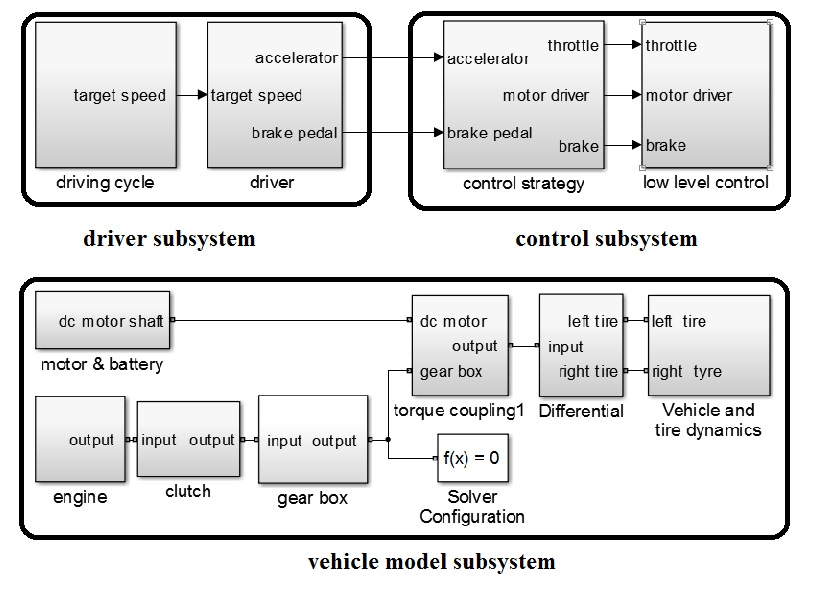 target speed
driving cycle
target speed
accelerator
brake pedal
driver
driver subsystem
accelerator
brake pedal
throttle
motor driver
brake
control strategy
throttle
motor driver
brake
low level control
control subsystem
dc motor shaft
motor & battery
output
engine
input output
clutch
input output
gear box
dc motor
output
gear box
torque coupling1
f(x) = 0
Solver
Configuration
left tire
input
right tire
Differential
left tire
right tyre
Vehicle and
tire dynamics
vehicle model subsystem